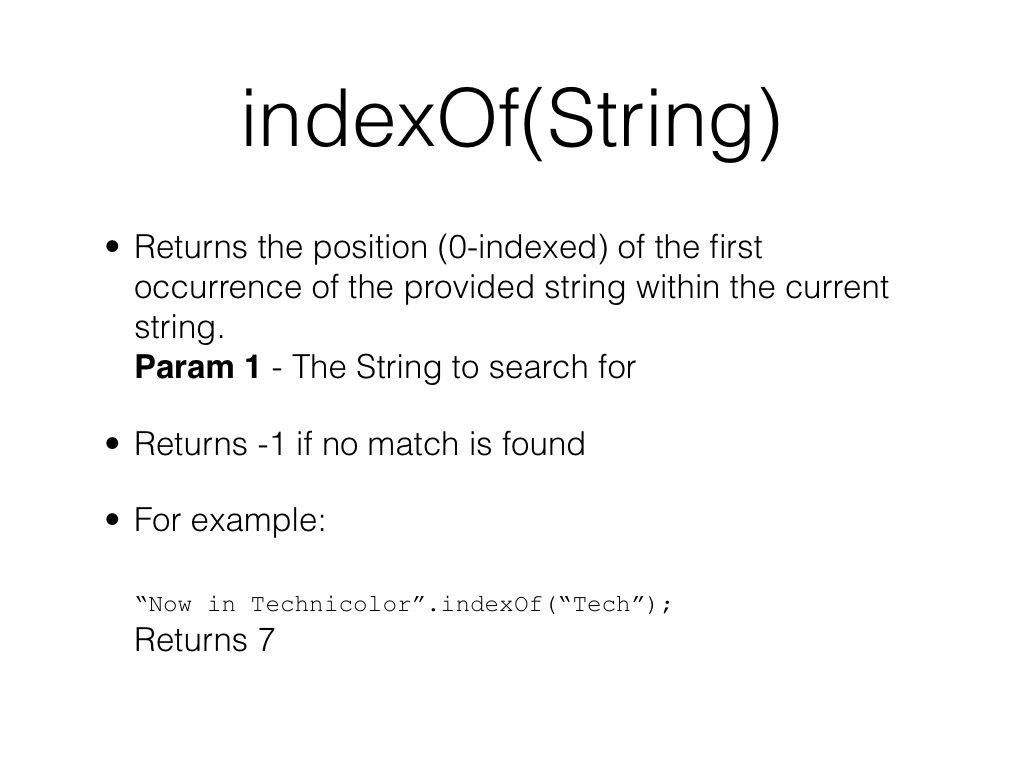 indexOf(String)
• Returns the position (0-indexed) of the first
occurrence of the provided string within the current
string.
Param 1 - The String to search for
• Returns -1 if no match is found
• For example:
“Now in Technicolor”.indexOf(“Tech”);
Returns 7